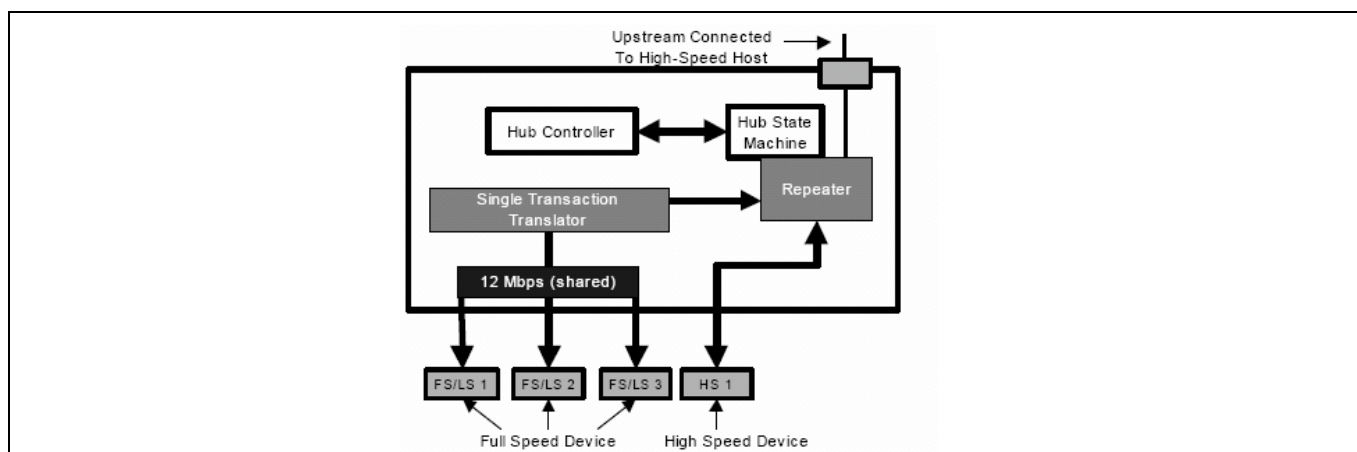 Upstream Connected
To High-Speed Host
Hub Controller
Hub State
Machine
Repeater
Single Transaction
Translator
12 Mbps (shared)
FS/LS 1
FS/LS 2
FS/LS 3
HS 1
Full Speed Device
High Speed Device